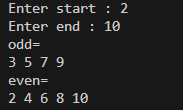 Enter start : 2
Enter end : 10
odd=
3 5 7 9
even=
2 4 6 8 10